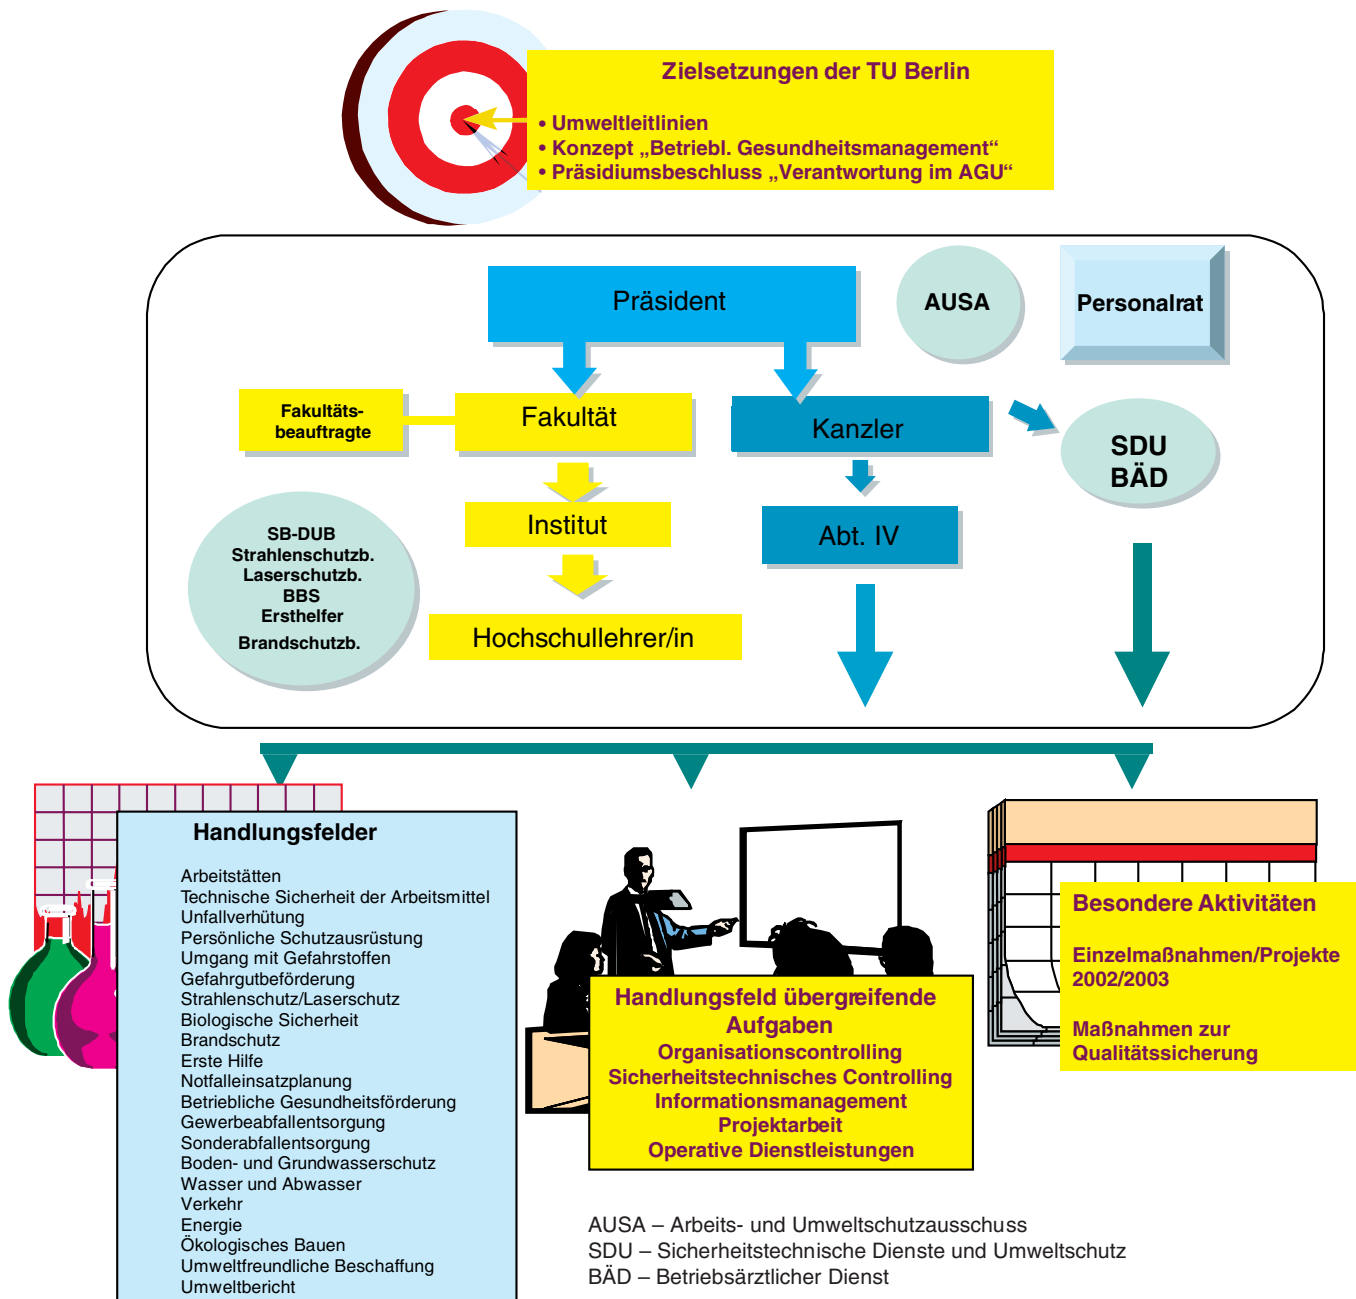 Zielsetzungen der TU Berlin
• Umweltleitlinien
• Konzept „Betriebl. Gesundheitsmanagement“
• Präsidiumsbeschluss „Verantwortung im AGU“
Präsident
AUSA
Personalrat
Fakultäts-
beauftragte
Fakultät
Kanzler
SDU
BÄD
Institut
Abt. IV
SB-DUB
Strahlenschutzb.
Laserschutzb.
BBS
Ersthelfer
Brandschutzb.
Hochschullehrer/in
Handlungsfelder
Arbeitstätten
Technische Sicherheit der Arbeitsmittel
Unfallverhütung
Persönliche Schutzausrüstung
Umgang mit Gefahrstoffen
Gefahrgutbeförderung
Strahlenschutz/Laserschutz
Biologische Sicherheit
Brandschutz
Erste Hilfe
Notfalleinsatzplanung
Betriebliche Gesundheitsförderung
Gewerbeabfallentsorgung
Sonderabfallentsorgung
Boden- und Grundwasserschutz
Wasser und Abwasser
Verkehr
Energie
Ökologisches Bauen
Umweltfreundliche Beschaffung
Umweltbericht
Handlungsfeld übergreifende
Aufgaben
Organisationscontrolling
Sicherheitstechnisches Controlling
Informationsmanagement
Projektarbeit
Operative Dienstleistungen
Besondere Aktivitäten
Einzelmaßnahmen/Projekte
2002/2003
Maßnahmen zur
Qualitätssicherung
AUSA – Arbeits- und Umweltschutzausschuss
SDU – Sicherheitstechnische Dienste und Umweltschutz
BÄD – Betriebsärztlicher Dienst